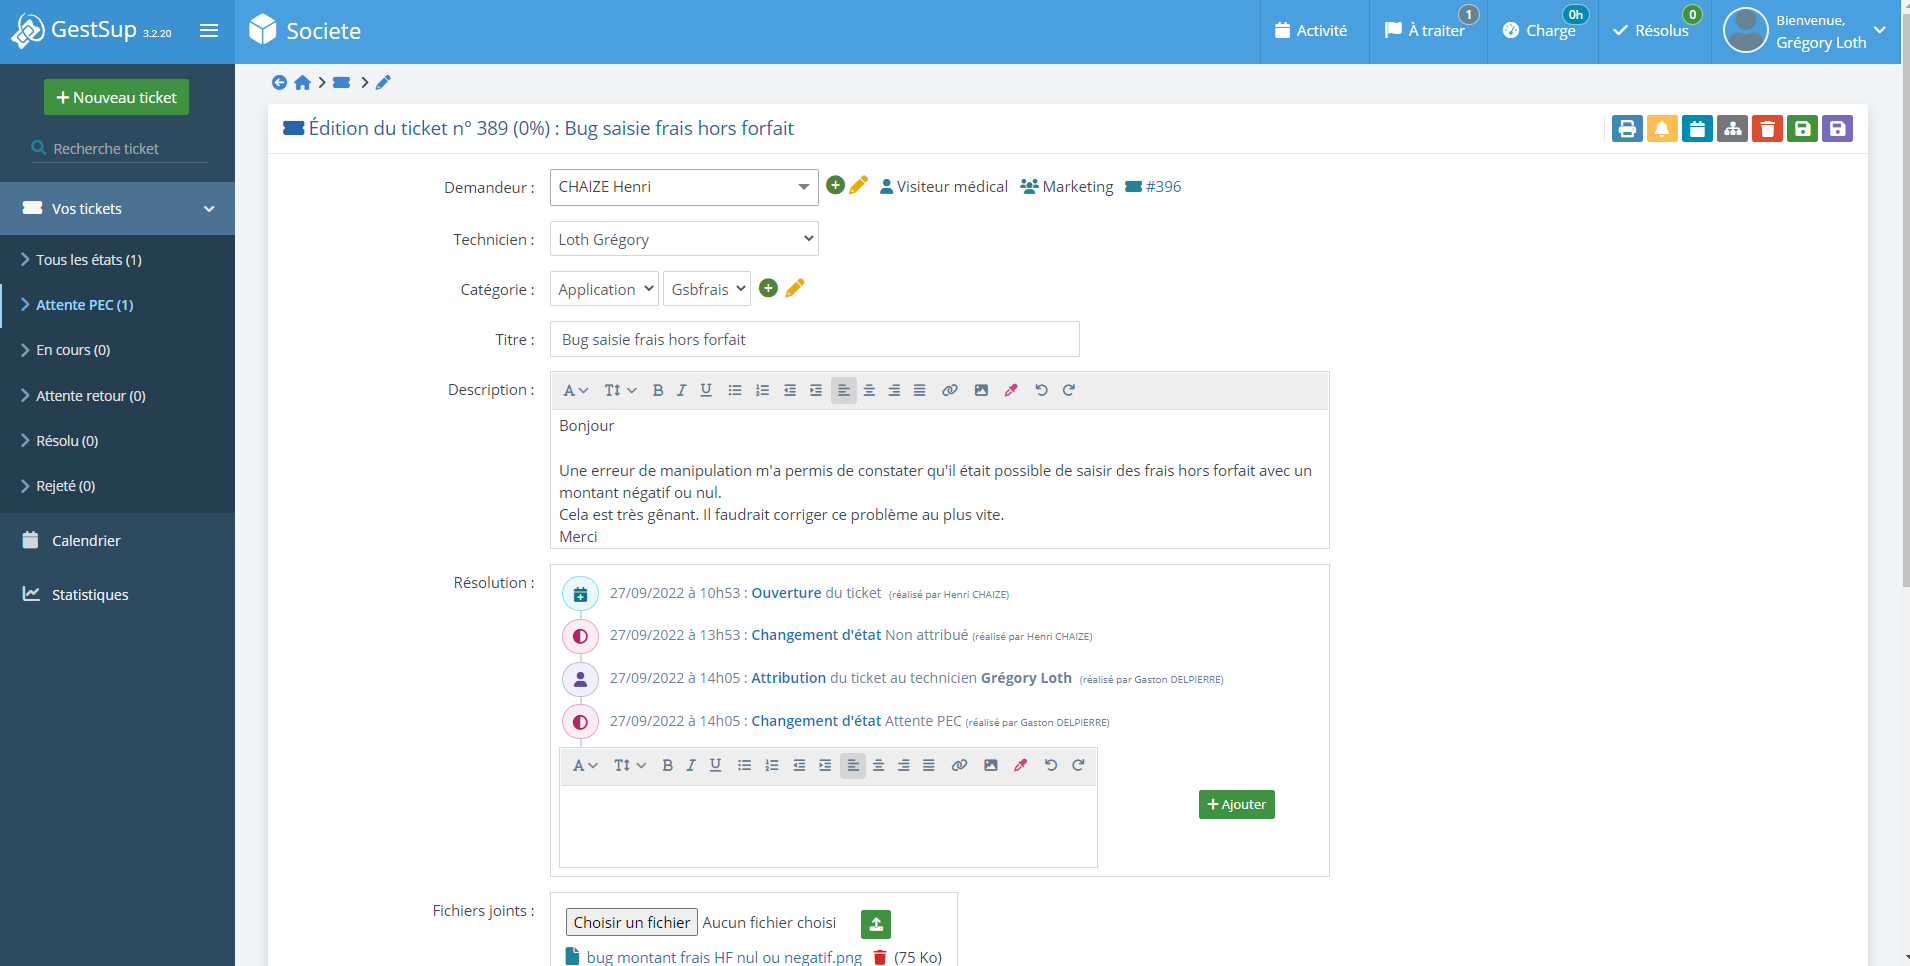 GestSup 3.2.20
Societe
Activité
À traiter 1
Charge 0h
Résolus 0
Bienvenue,
Grégory Loth
Nouveau ticket
Recherche ticket
Vos tickets
Tous les états (1)
Attente PEC (1)
En cours (0)
Attente retour (0)
Résolu (0)
Rejeté (0)
Calendrier
Statistiques
Édition du ticket n° 389 (0%) : Bug saisie frais hors forfait
Demandeur : CHAIZE Henri Visiteur médical Marketing #396
Technicien : Loth Grégory
Catégorie : Application Gsbfrais
Titre : Bug saisie frais hors forfait
Description :
Bonjour
Une erreur de manipulation m'a permis de constater qu'il était possible de saisir des frais hors forfait avec un
montant négatif ou nul.
Cela est très gênant. Il faudrait corriger ce problème au plus vite.
Merci
Résolution :
27/09/2022 à 10h53 : Ouverture du ticket (réalisé par Henri CHAIZE)
27/09/2022 à 13h53 : Changement d'état Non attribué (réalisé par Henri CHAIZE)
27/09/2022 à 14h05 : Attribution du ticket au technicien Grégory Loth (réalisé par Gaston DELPIERRE)
27/09/2022 à 14h05 : Changement d'état Attente PEC (réalisé par Gaston DELPIERRE)
Ajouter
Fichiers joints :
Choisir un fichier Aucun fichier choisi
bug montant frais HF nul ou negatif.png (75 Ko)